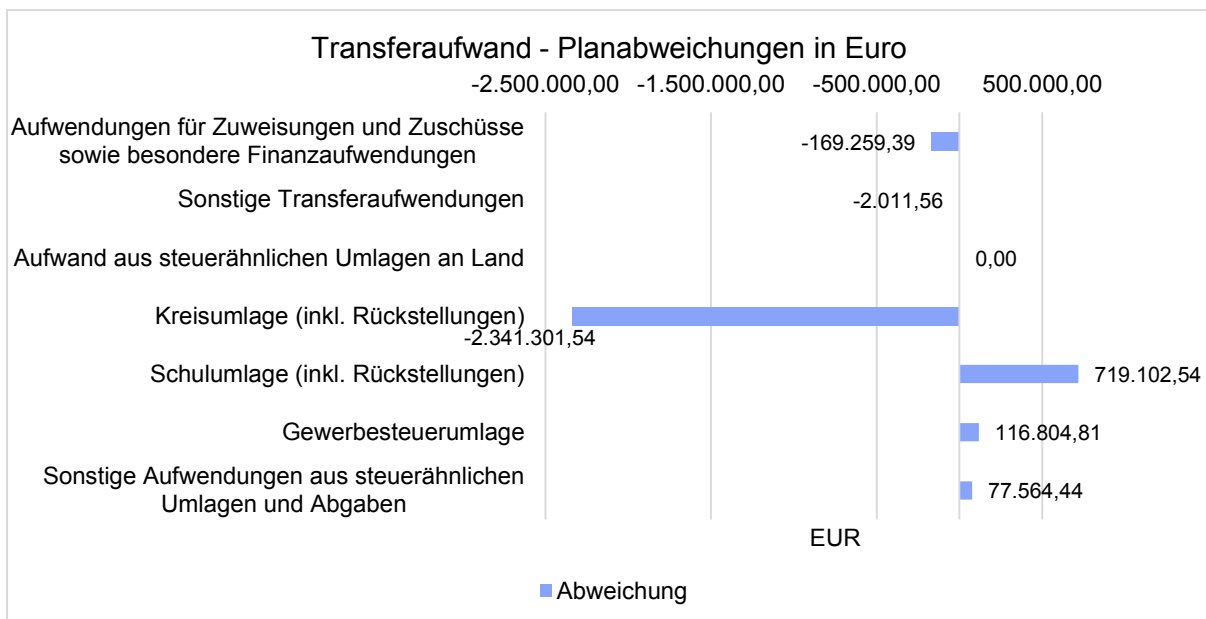 Transferaufwand - Planabweichungen in Euro
-2.500.000,00 -1.500.000,00 -500.000,00 500.000,00
Aufwendungen für Zuweisungen und Zuschüsse
sowie besondere Finanzaufwendungen
-169.259,39
Sonstige Transferaufwendungen
-2.011,56
Aufwand aus steuerähnlichen Umlagen an Land
0,00
Kreisumlage (inkl. Rückstellungen)
-2.341.301,54
Schulumlage (inkl. Rückstellungen)
719.102,54
Gewerbesteuerumlage
116.804,81
Sonstige Aufwendungen aus steuerähnlichen
Umlagen und Abgaben
77.564,44
EUR
Abweichung